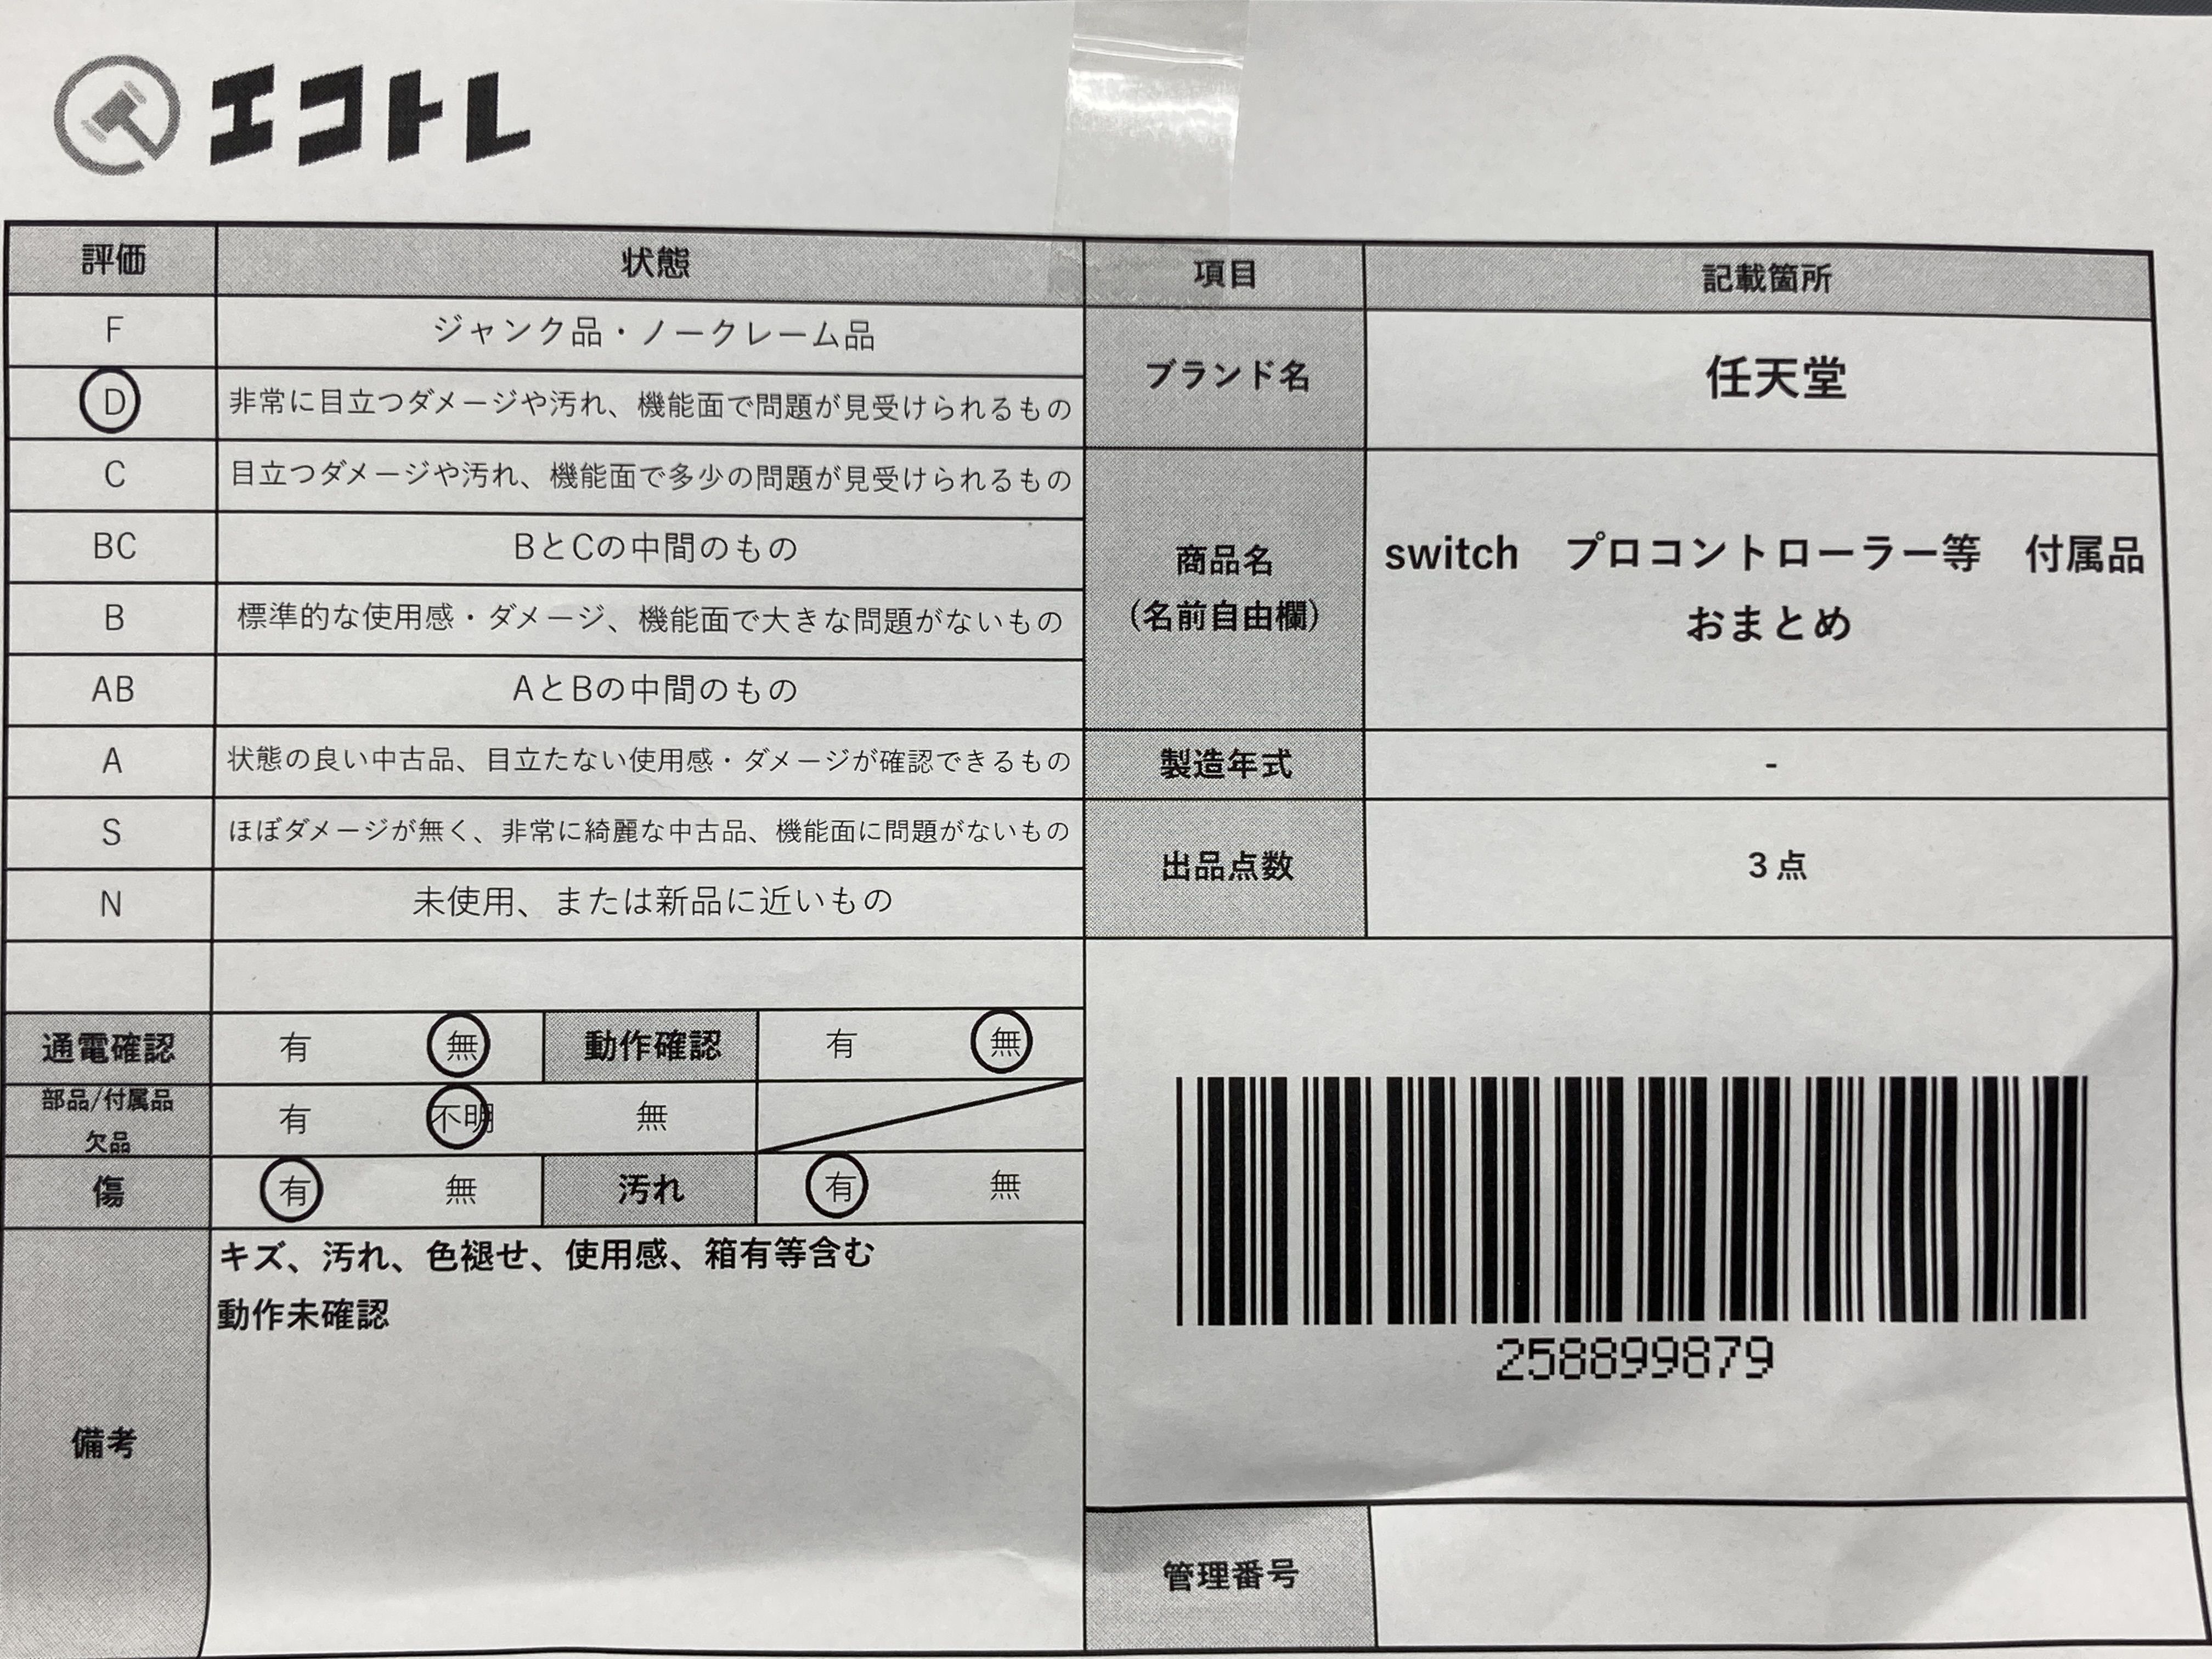 エコトレ
評価 状態
F ジャンク品・ノークレーム品
D 非常に目立つダメージや汚れ、機能面で問題が見受けられるもの
C 目立つダメージや汚れ、機能面で多少の問題が見受けられるもの
BC BとCの中間のもの
B 標準的な使用感・ダメージ、機能面で大きな問題がないもの
AB AとBの中間のもの
A 状態の良い中古品、目立たない使用感・ダメージが確認できるもの
S ほぼダメージが無く、非常に綺麗な中古品、機能面に問題がないもの
N 未使用、または新品に近いもの
通電確認 有 無 動作確認 有 無
部品/付属品
欠品 有 不明 無
傷 有 無 汚れ 有 無
備考
キズ、汚れ、色褪せ、使用感、箱有等含む
動作未確認
項目 記載箇所
ブランド名 任天堂
商品名
(名前自由欄)
switch プロコントローラー等 付属品
おまとめ
製造年式 -
出品点数 3点
258899879
管理番号